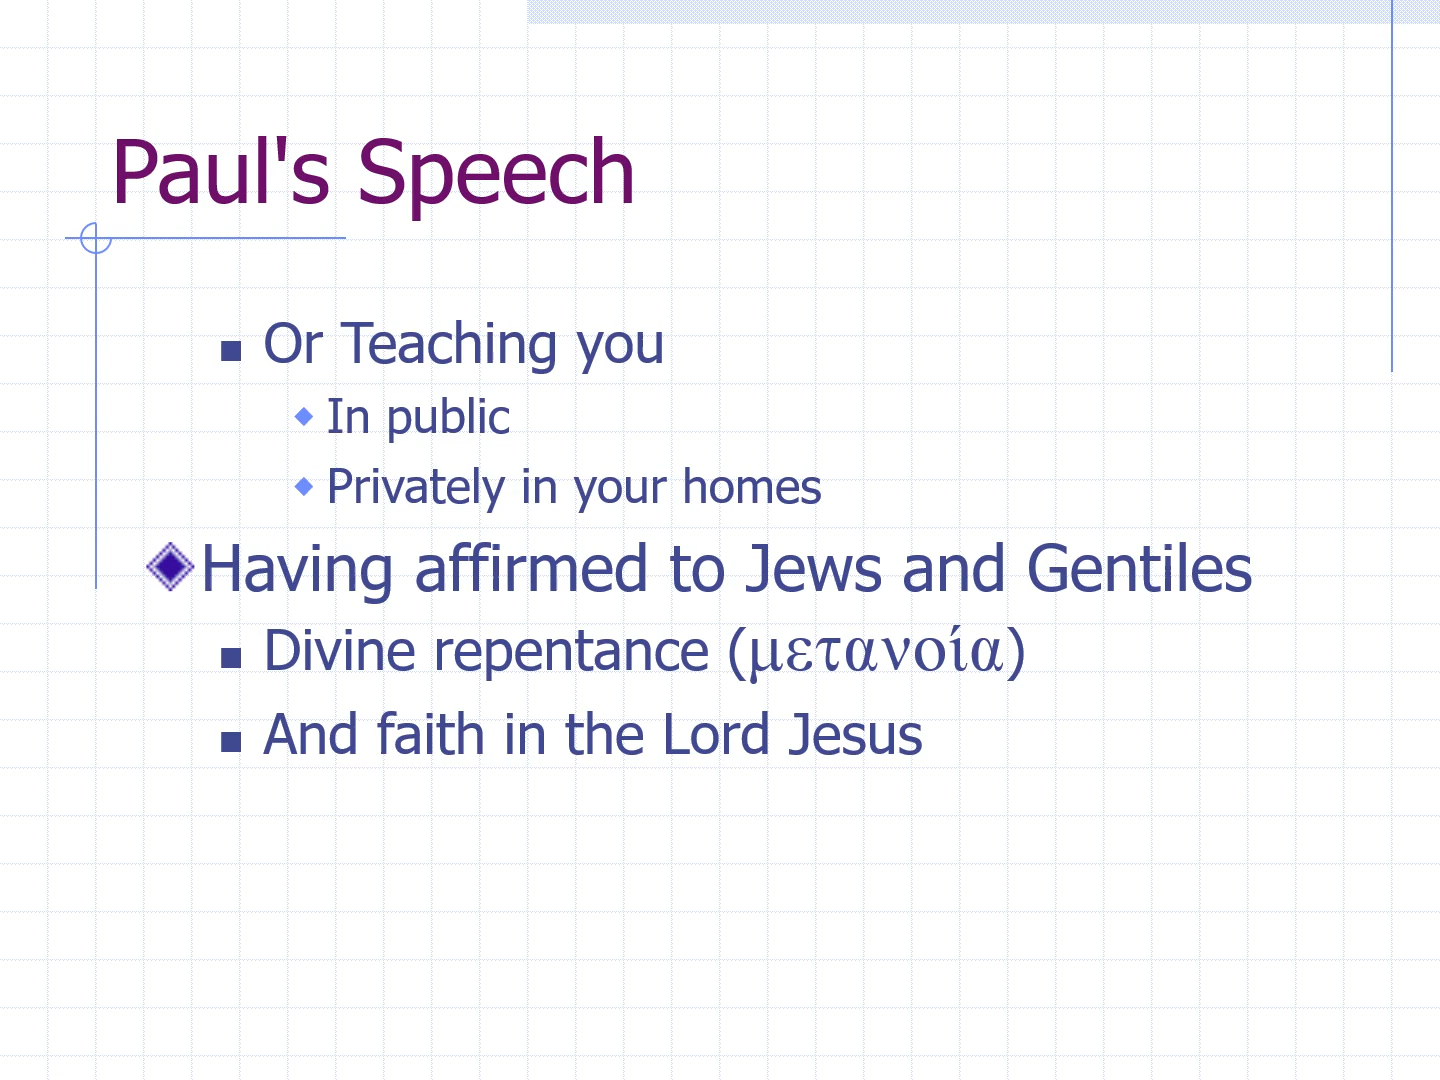 Paul's Speech
Or Teaching you
In public
Privately in your homes
Having affirmed to Jews and Gentiles
Divine repentance (μετανοία)
And faith in the Lord Jesus